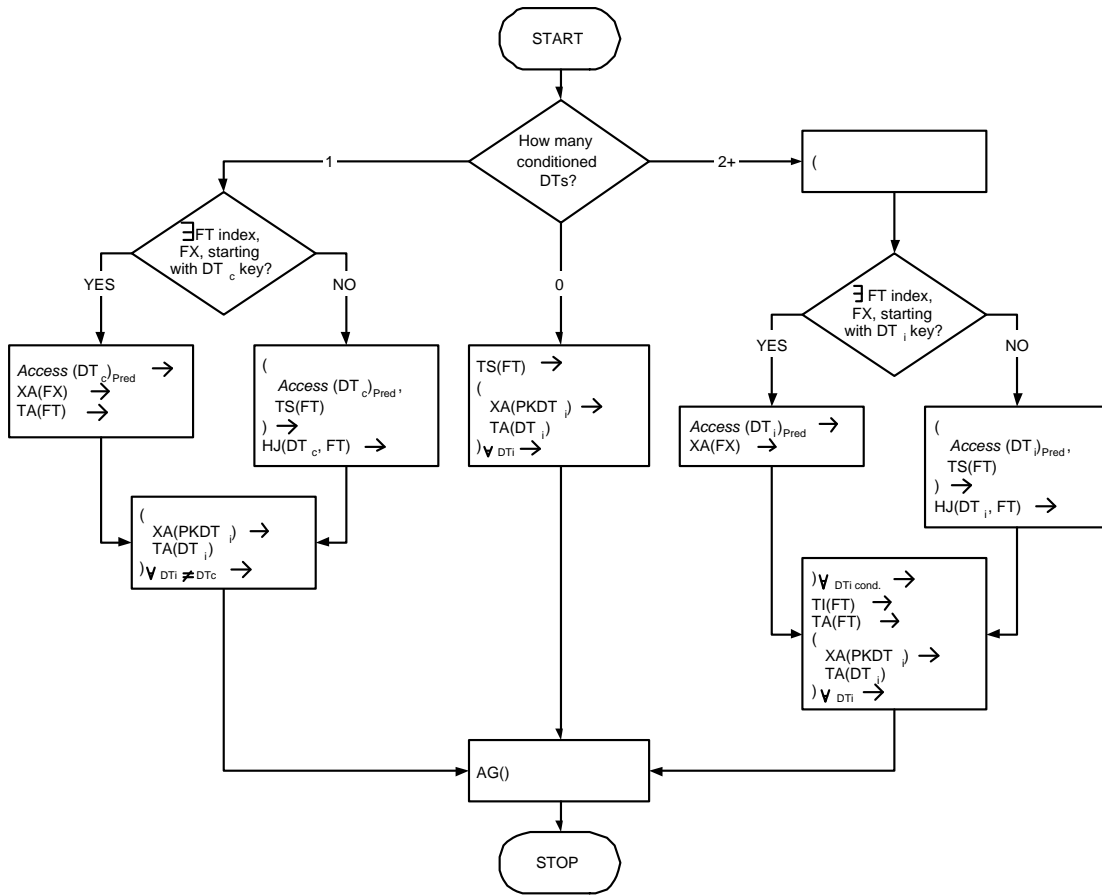 START
How many
conditioned
DTs?
1
2+
0
(
∃FT index,
FX, starting
with DT c key?
YES
NO
∃ FT index,
FX, starting
with DT i key?
YES
NO
Access (DT c)Pred →
XA(FX) →
TA(FT) →
(
Access (DT c)Pred ,
TS(FT)
) →
HJ(DT c, FT) →
TS(FT) →
(
XA(PKDT i) →
TA(DT i)
)∀ DTi →
Access (DT i)Pred →
XA(FX) →
(
Access (DT i)Pred ,
TS(FT)
) →
HJ(DT i, FT) →
(
XA(PKDT i) →
TA(DT i)
)∀ DTi ≠ DTc →
)∀ DTi cond. →
TI(FT) →
TA(FT) →
(
XA(PKDT i) →
TA(DT i)
)∀ DTi →
AG()
STOP